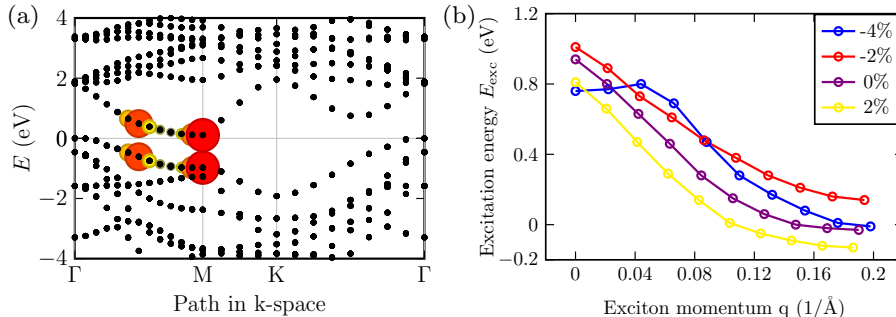 (a)
4
2
0
−2
−4
E (eV)
Γ
M
K
Γ
Path in k-space
(b)
1.2
0.8
0.4
0
−0.2
Excitation energy E_exc (eV)
0
0.04
0.08
0.12
0.16
0.2
Exciton momentum q (1/Å)
-4%
-2%
0%
2%